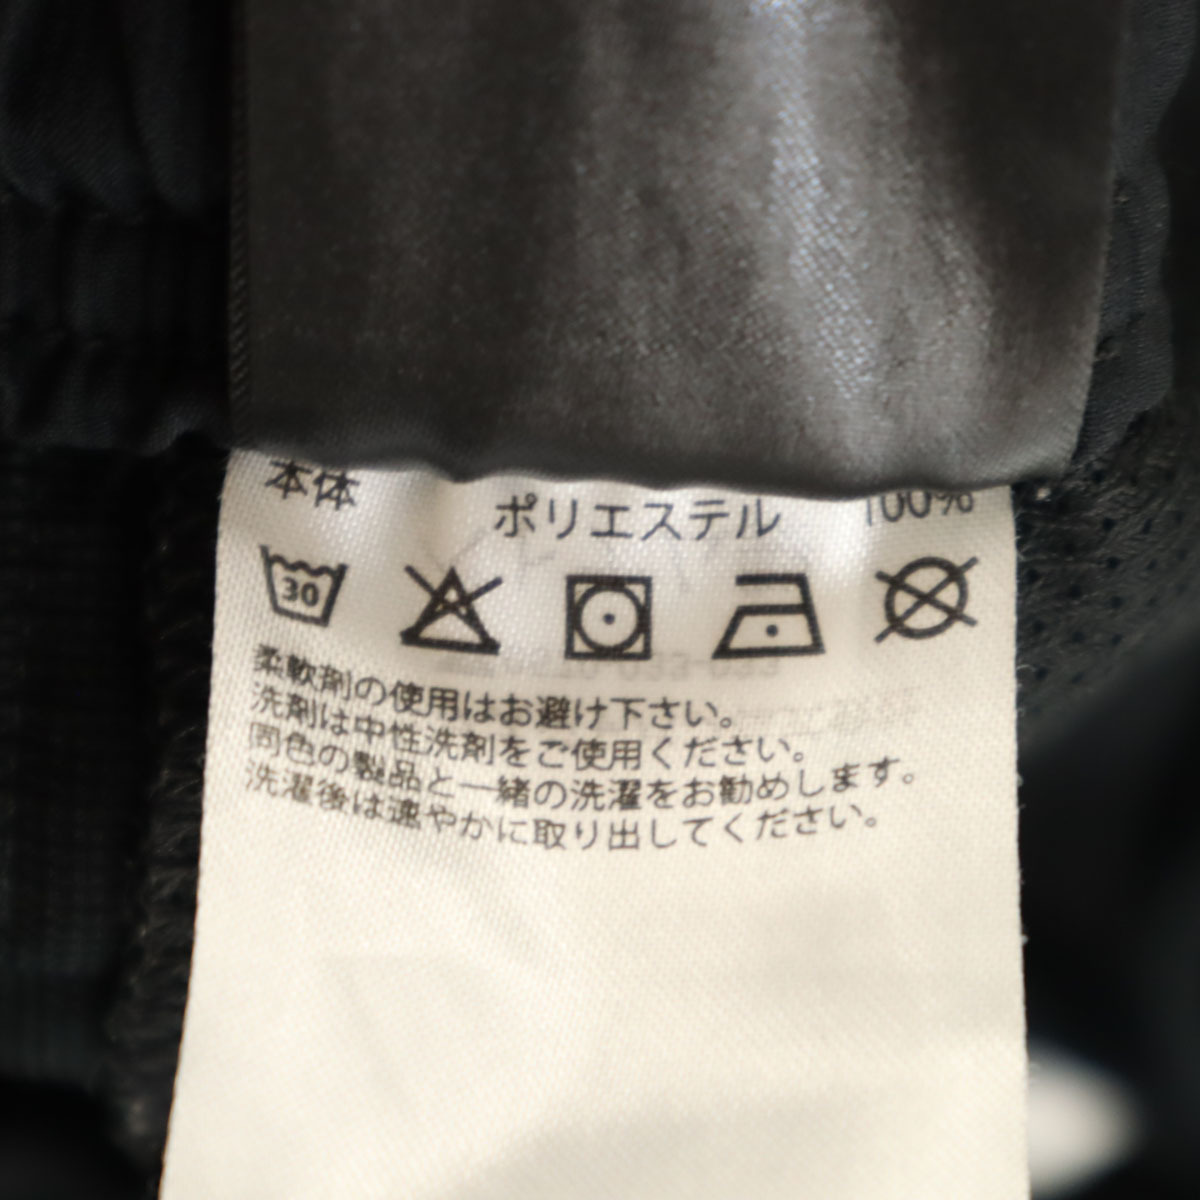 本体 ポリエステル 100%
30
柔軟剤の使用はお避け下さい。
洗剤は中性洗剤をご使用ください。
同色の製品と一緒の洗濯をお勧めします。
洗濯後は速やかに取り出してください。